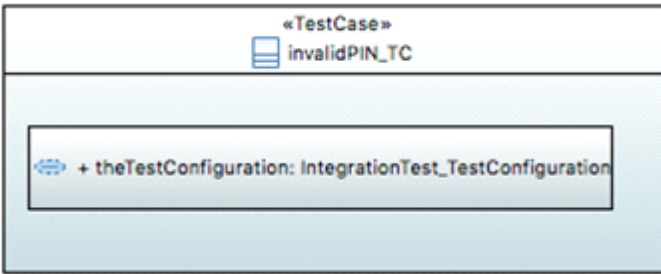 «TestCase»
invalidPIN_TC
+ theTestConfiguration: IntegrationTest_TestConfiguration